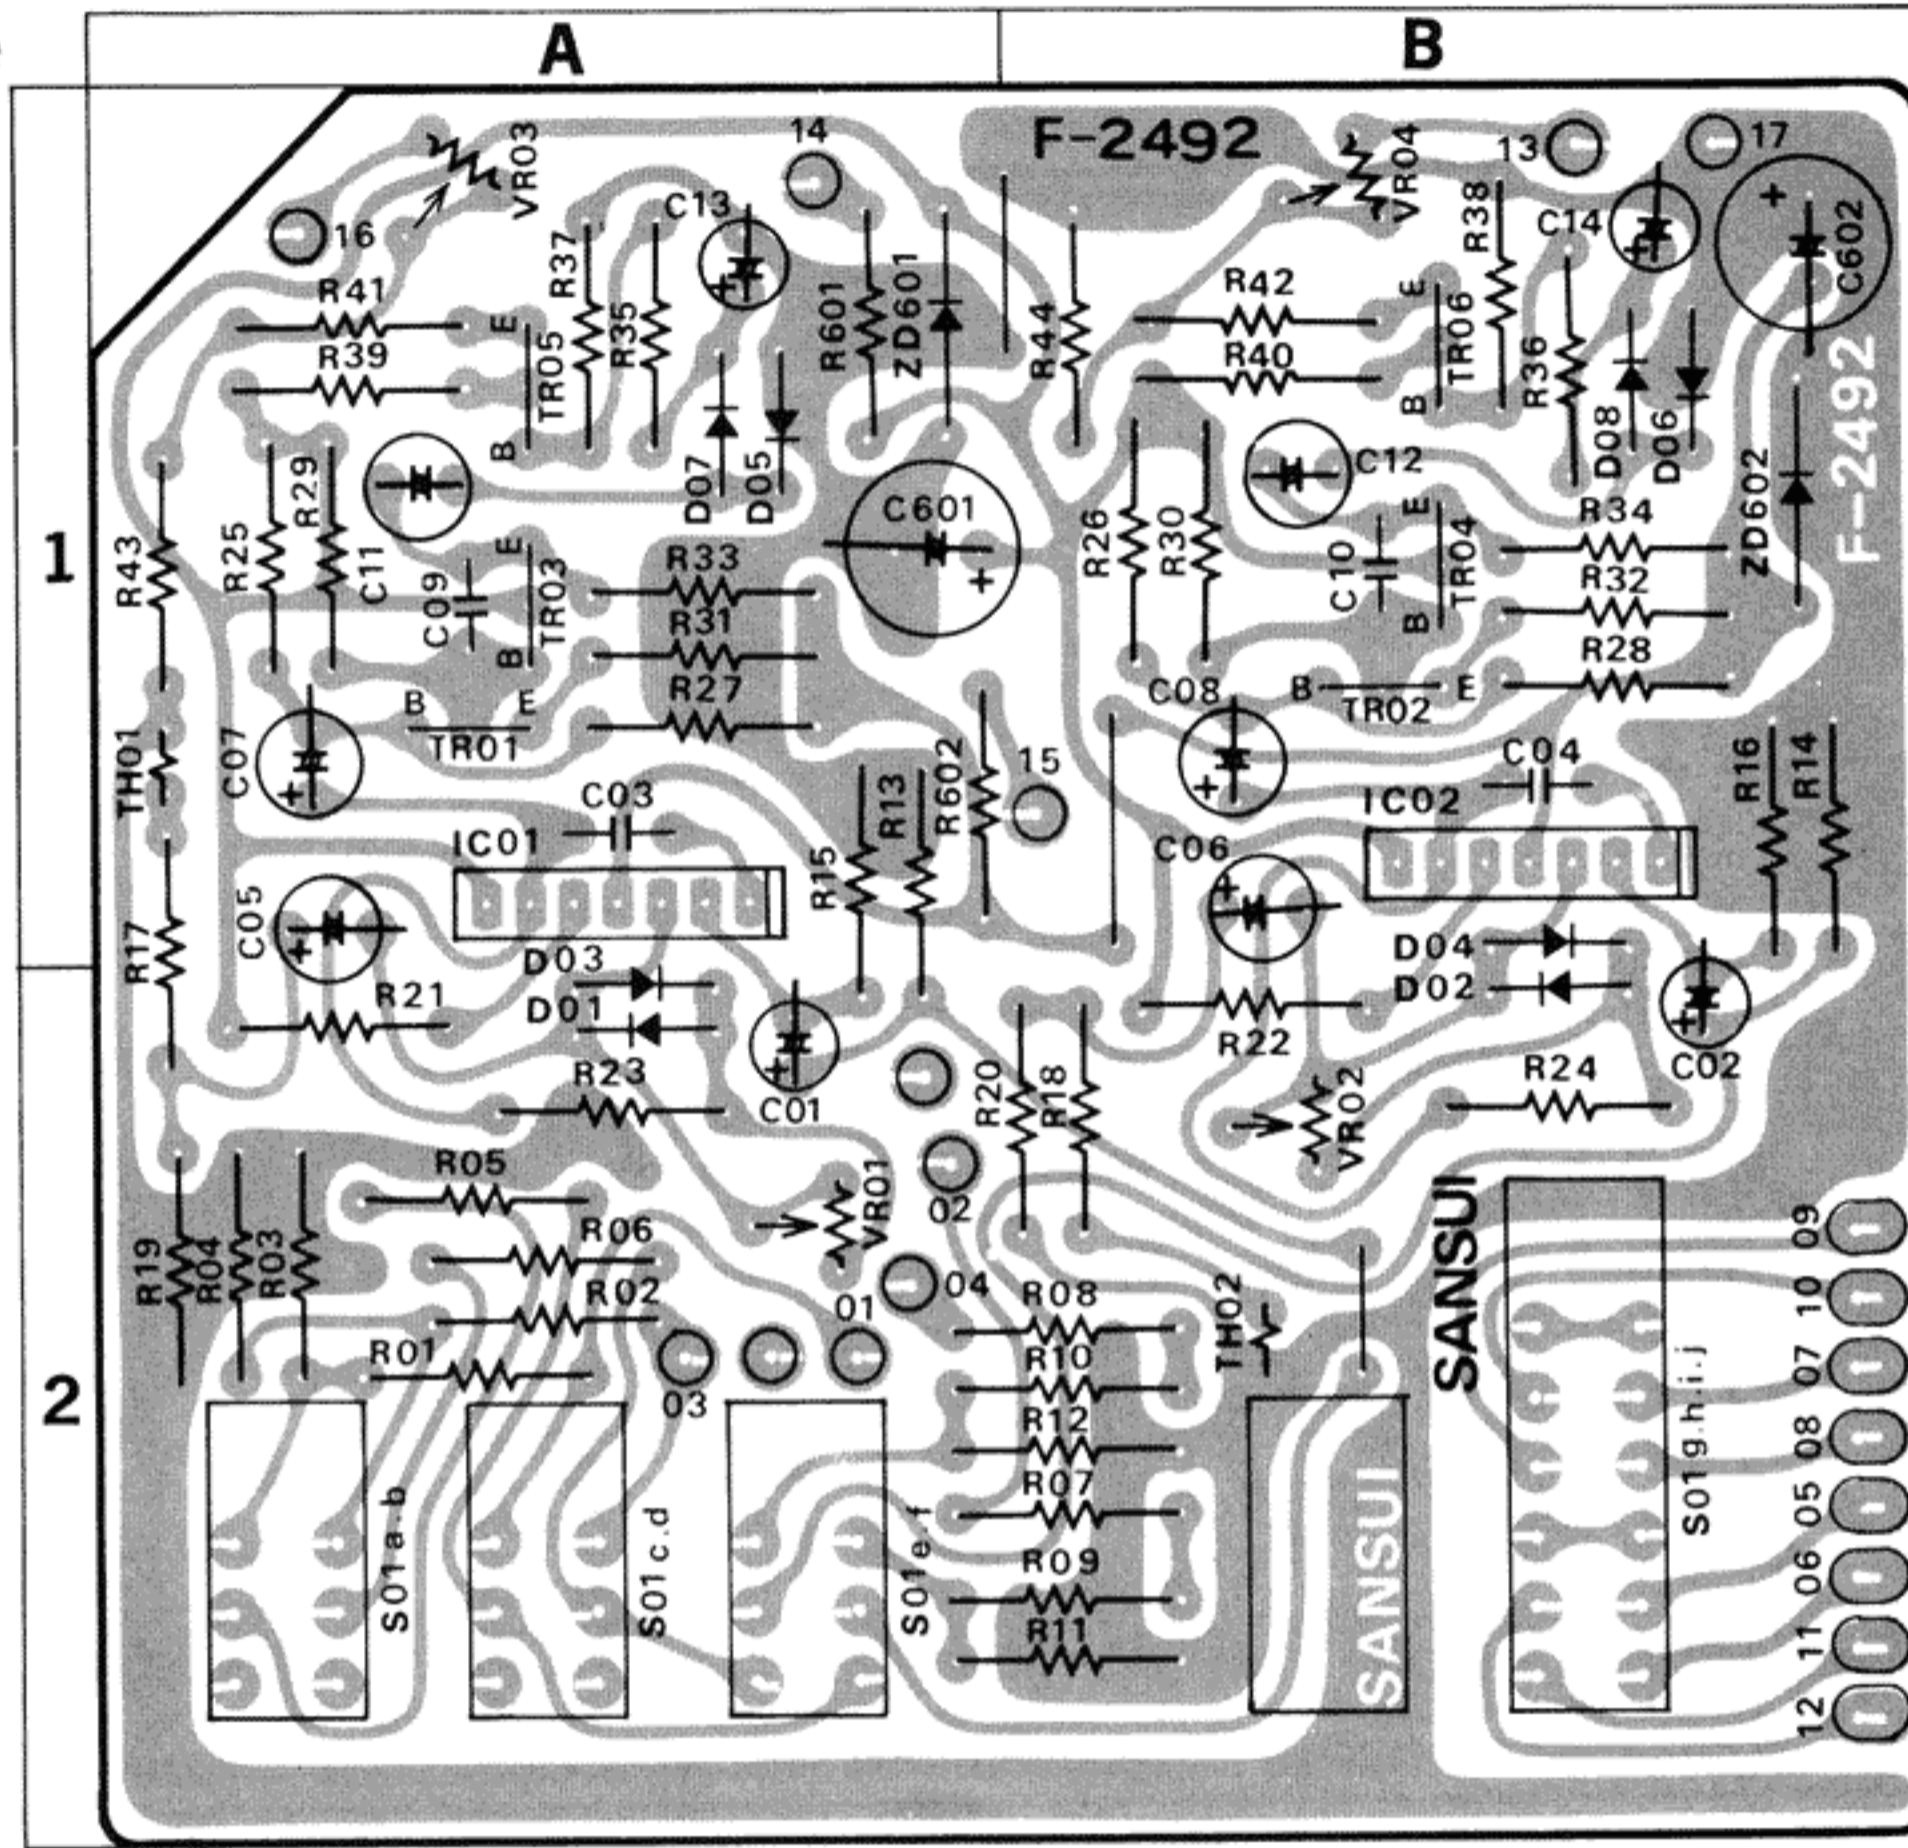 A
B
F-2492
14
13
17
VR03
VR04
16
C13
R38
C14
C602
R37
R41
R42
E
E
R35
R601
ZD601
R44
TR05
TR06
R39
R40
R36
B
B
D08
D06
F-2492
D07
D05
C12
ZD602
R29
C601
1
R43
R25
C11
C09
E
TR03
B
R33
R26
R30
C10
E
TR04
B
R34
R31
R32
R27
R28
B
E
TR01
C08
B
E
TR02
TH01
C07
15
C03
C04
R16
R14
IC01
R15
R13
R602
IC02
C06
C05
R17
D03
D04
R21
D01
D02
R22
R23
C01
R20
R18
VR02
R24
C02
R05
VR01
02
SANSUI
R19
R04
R03
R06
09
R02
01
04
R08
TH02
10
R01
R10
07
2
03
R12
08
R07
S01g.h.i.j
05
S01a.b
S01c.d
S01e.f
R09
SANSUI
06
R11
11
12